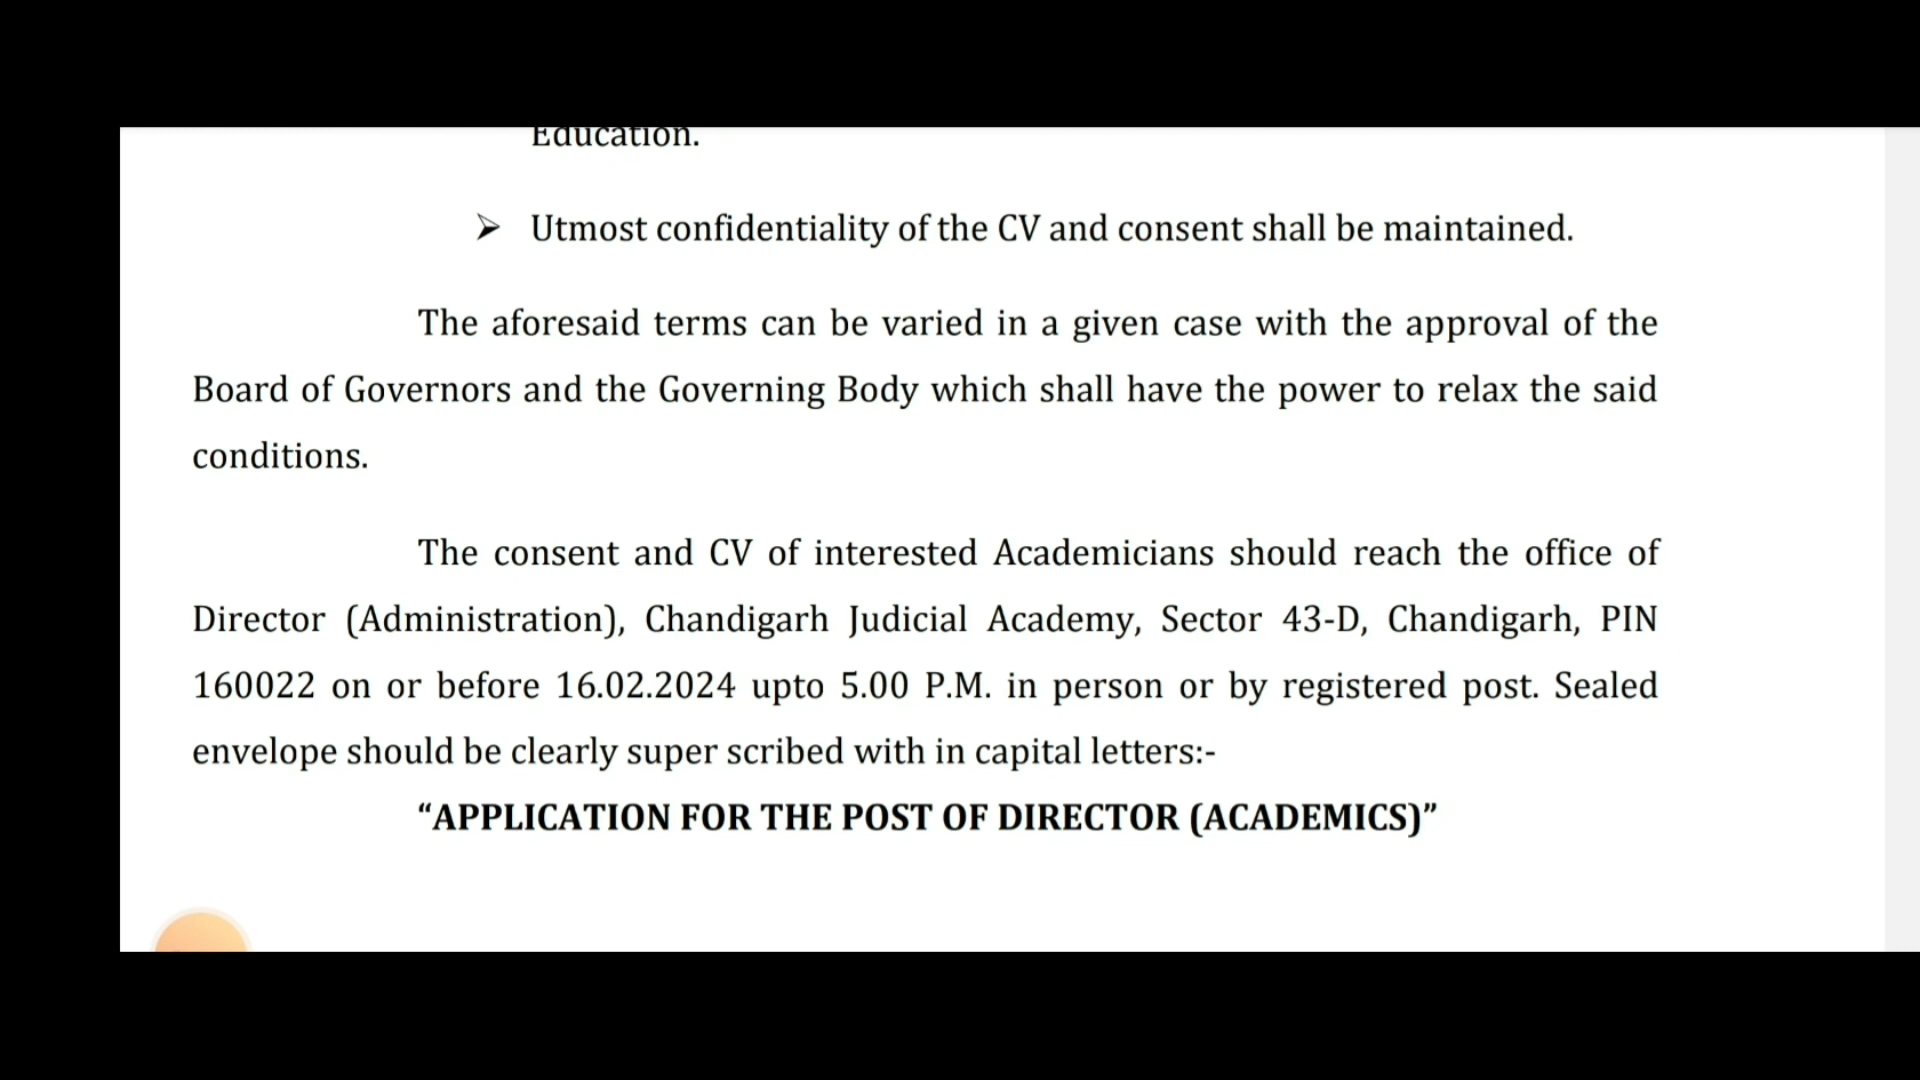 Education.
➢ Utmost confidentiality of the CV and consent shall be maintained.
The aforesaid terms can be varied in a given case with the approval of the
Board of Governors and the Governing Body which shall have the power to relax the said
conditions.
The consent and CV of interested Academicians should reach the office of
Director (Administration), Chandigarh Judicial Academy, Sector 43-D, Chandigarh, PIN
160022 on or before 16.02.2024 upto 5.00 P.M. in person or by registered post. Sealed
envelope should be clearly super scribed with in capital letters:-
“APPLICATION FOR THE POST OF DIRECTOR (ACADEMICS)”